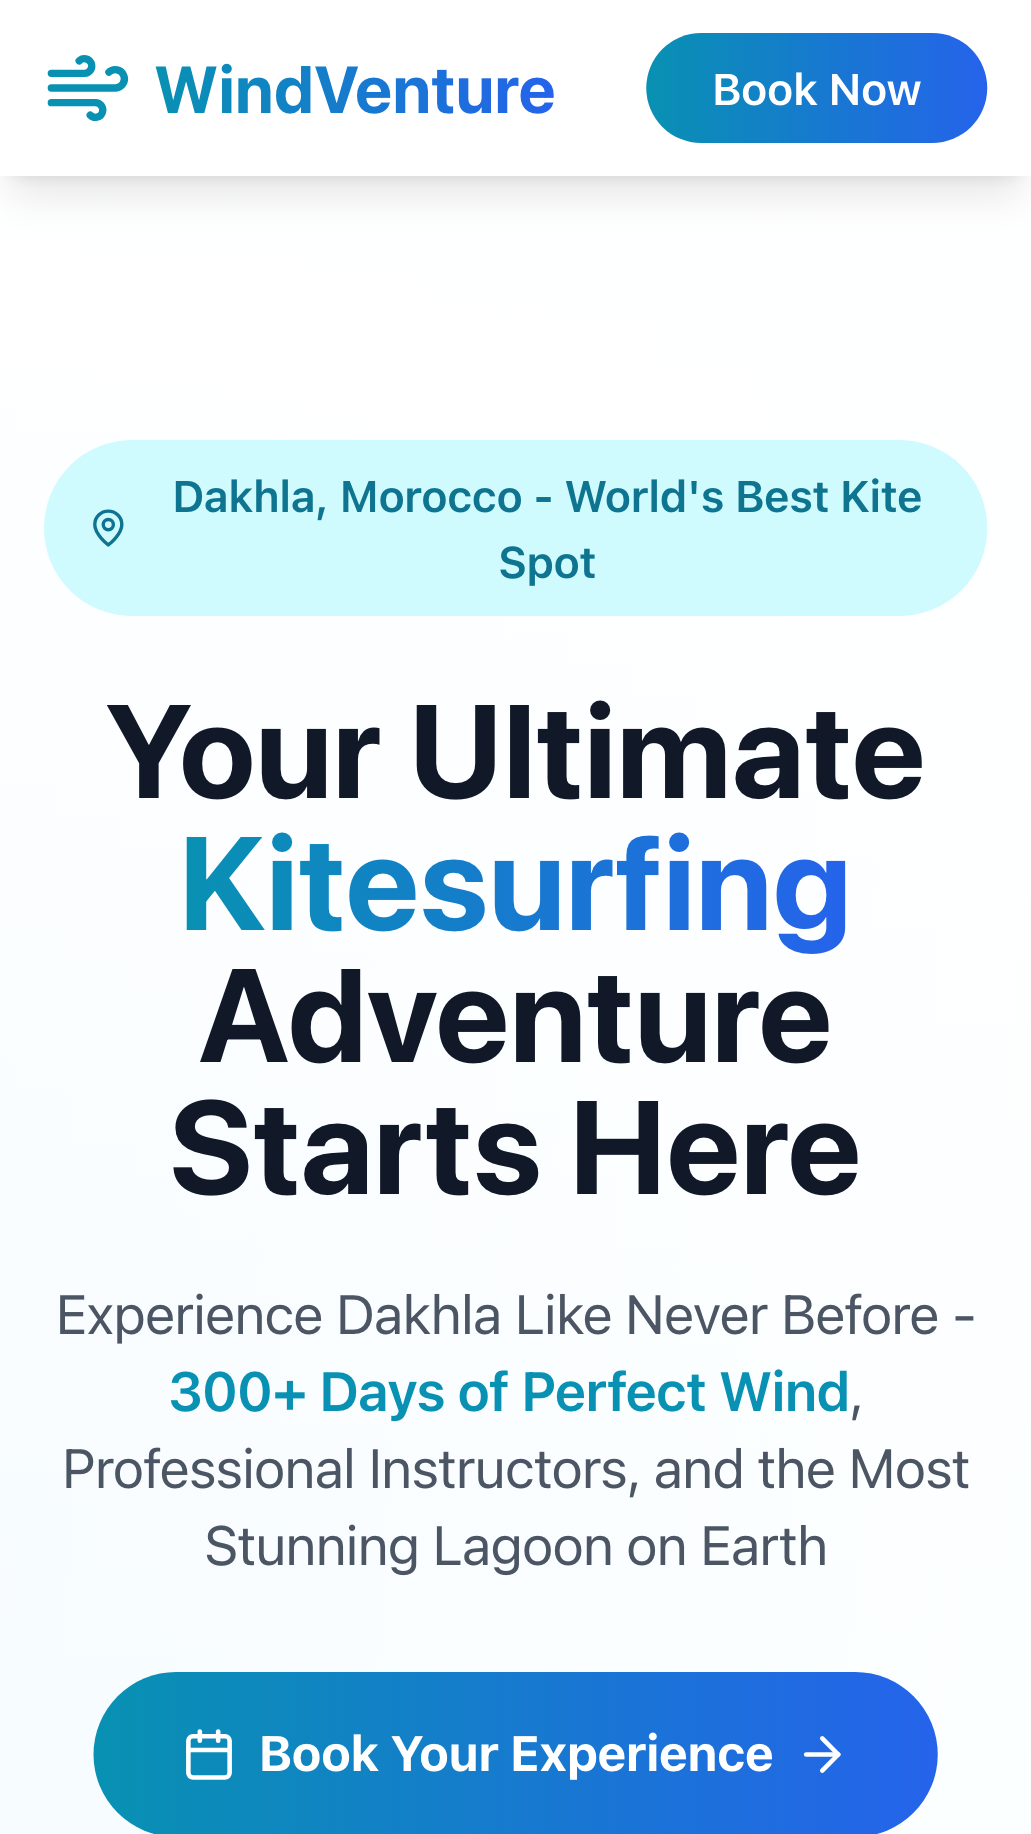 WindVenture
Book Now
Dakhla, Morocco - World's Best Kite
Spot
Your Ultimate
Kitesurfing
Adventure
Starts Here
Experience Dakhla Like Never Before -
300+ Days of Perfect Wind,
Professional Instructors, and the Most
Stunning Lagoon on Earth
Book Your Experience